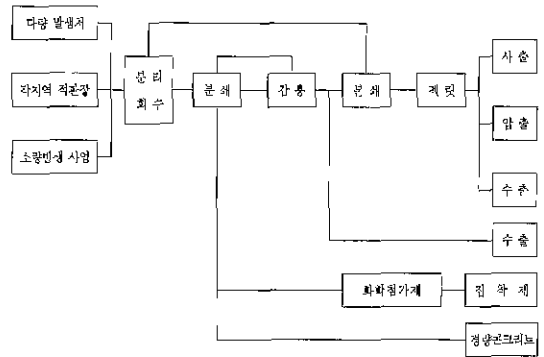 다량 발생처
각지역 적환장
소량발생 사업
분 리
회 수
분 쇄
감 용
분 쇄
펠 릿
사 출
압 출
수 출
수 출
화학첨가제
접 착 제
경량콘크리트